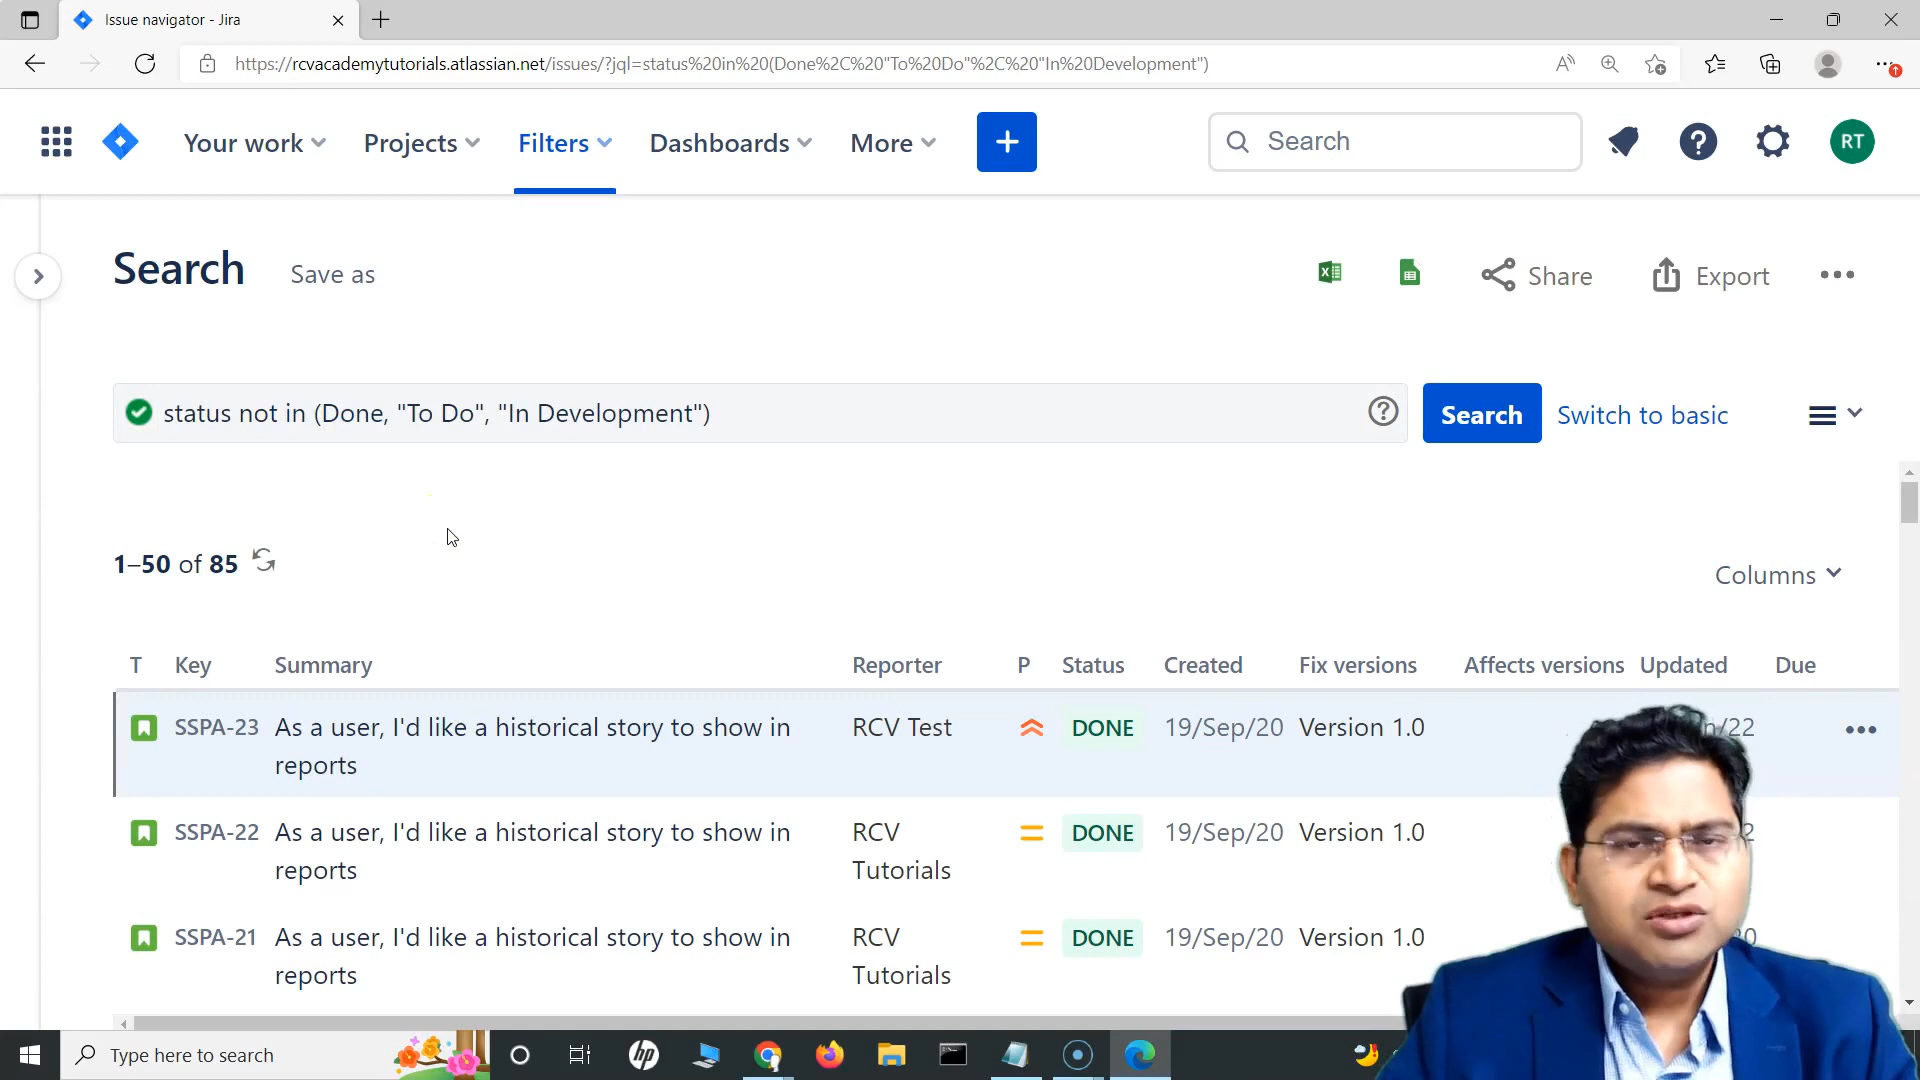 Issue navigator - Jira
https://rcvacademytutorials.atlassian.net/issues/?jql=status%20in%20(Done%2C%20"To%20Do"%2C%20"In%20Development")
Your work Projects Filters Dashboards More + Search ? RT
Search Save as Share Export
status not in (Done, "To Do", "In Development") ? Search Switch to basic
1–50 of 85
Columns
T Key Summary Reporter P Status Created Fix versions Affects versions Updated Due
SSPA-23 As a user, I'd like a historical story to show in RCV Test DONE 19/Sep/20 Version 1.0 /22
reports
SSPA-22 As a user, I'd like a historical story to show in RCV DONE 19/Sep/20 Version 1.0 2
reports Tutorials
SSPA-21 As a user, I'd like a historical story to show in RCV DONE 19/Sep/20 Version 1.0 0
reports Tutorials
Type here to search hp